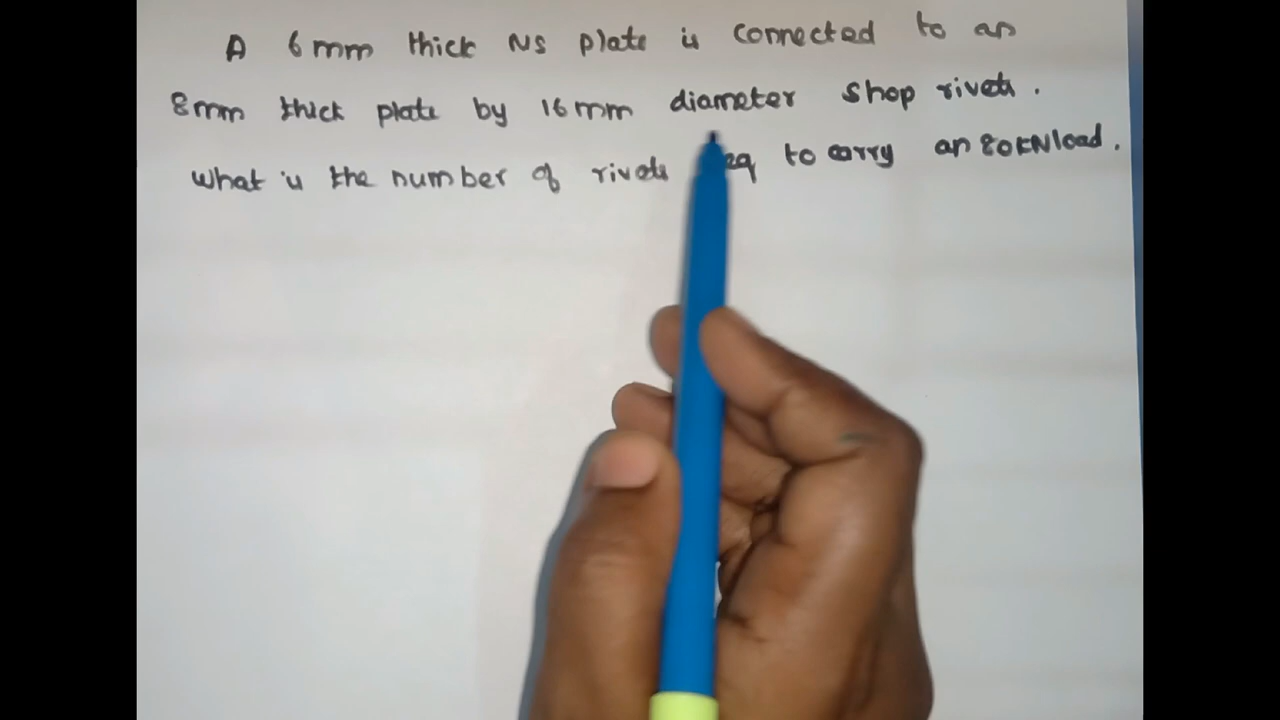 A 6mm thick MS plate is connected to an
8mm thick plate by 16mm diameter shop rivets.
What is the number of rivets to carry an 80kN load.